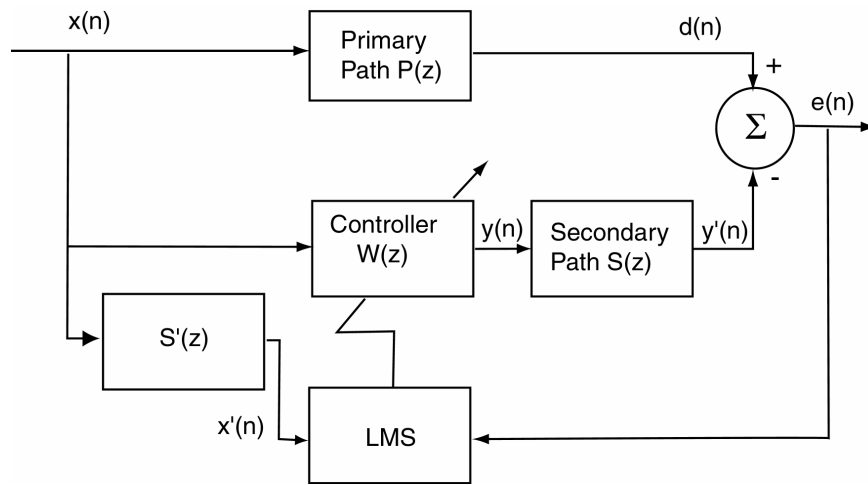 x(n)
Primary
Path P(z)
d(n)
+
Σ
e(n)
-
Controller
W(z)
y(n)
Secondary
Path S(z)
y'(n)
S'(z)
x'(n)
LMS